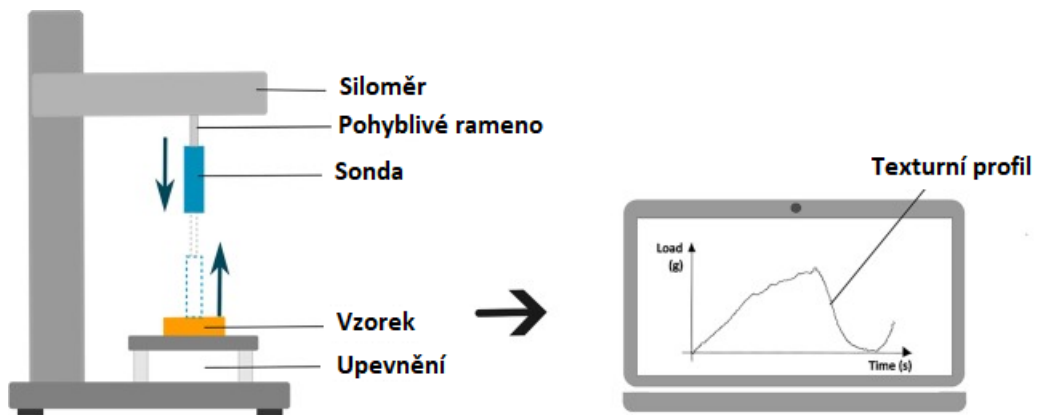 Siloměr
Pohyblivé rameno
Sonda
Vzorek
Upevnění
Texturní profil
Load
(g)
Time (s)